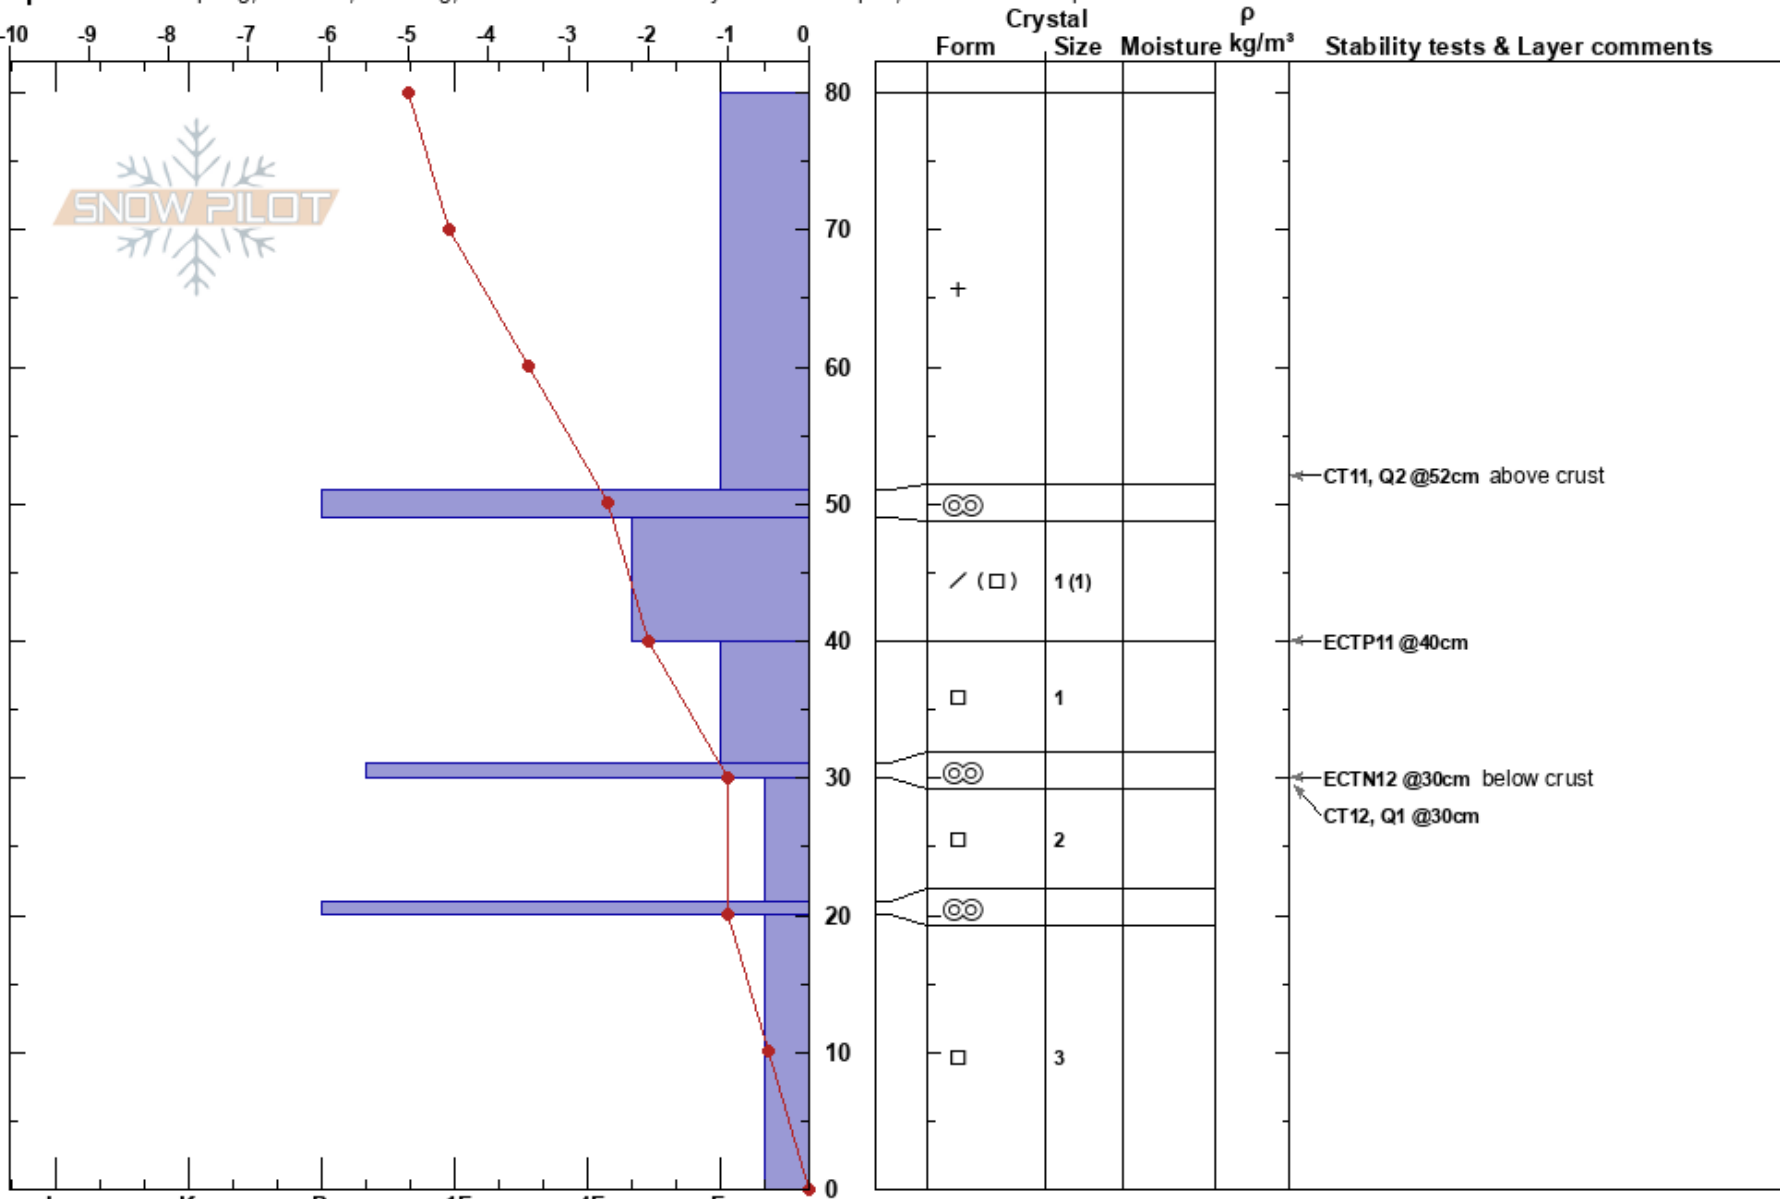 Crystal ρ
-10 -9 -8 -7 -6 -5 -4 -3 -2 -1 0 Form Size Moisture kg/m³ Stability tests & Layer comments
80
SNOW PILOT
70
+
60
CT11, Q2 @52cm above crust
50
/ (□) 1 (1)
40 ECTP11 @40cm
□ 1
30 ECTN12 @30cm below crust
CT12, Q1 @30cm
□ 2
20
10 □ 3
0